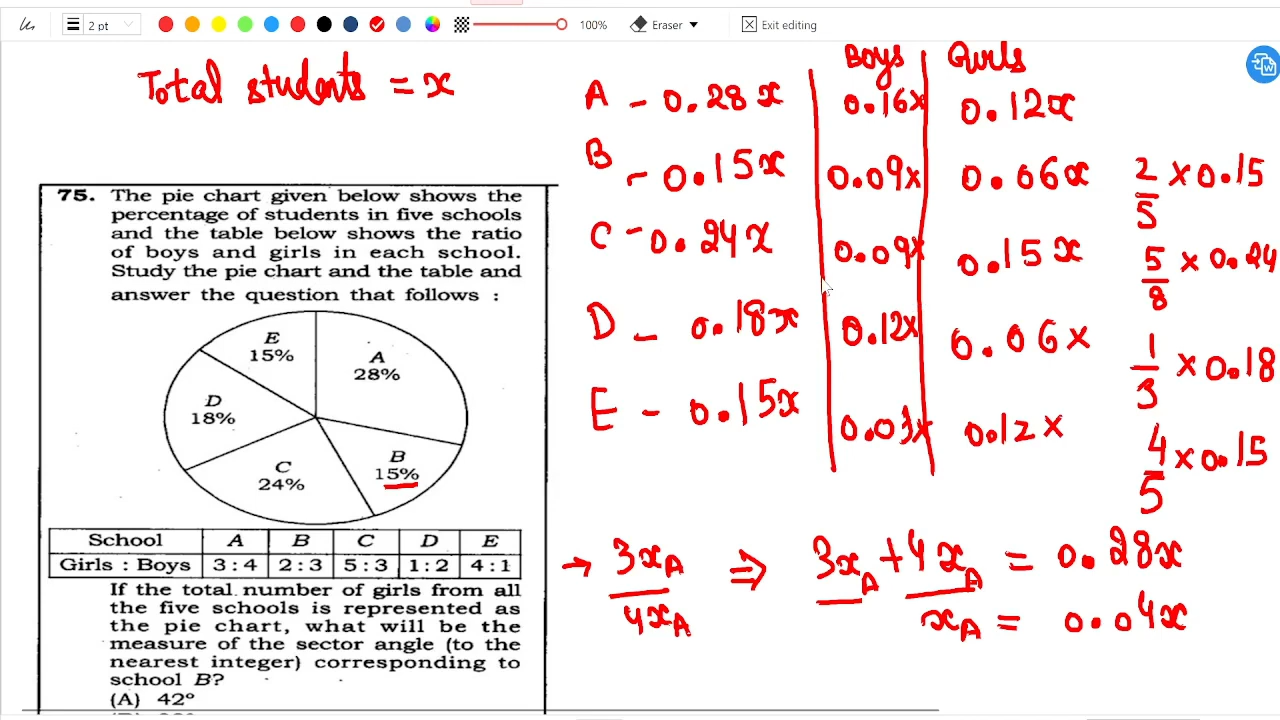 2 pt
100%
Eraser
Exit editing
Total students = x
Boys
Girls
A - 0.28x 0.16x 0.12x
B - 0.15x 0.09x 0.06x 2/5 × 0.15
C - 0.24x 0.09x 0.15x 5/8 × 0.24
D - 0.18x 0.12x 0.06x 1/3 × 0.18
E - 0.15x 0.03x 0.12x 4/5 × 0.15
75. The pie chart given below shows the
percentage of students in five schools
and the table below shows the ratio
of boys and girls in each school.
Study the pie chart and the table and
answer the question that follows :
E
15%
A
28%
D
18%
B
15%
C
24%
School A B C D E
Girls : Boys 3 : 4 2 : 3 5 : 3 1 : 2 4 : 1
If the total number of girls from all
the five schools is represented as
the pie chart, what will be the
measure of the sector angle (to the
nearest integer) corresponding to
school B?
(A) 42°
→ 3xA/4xA ⇒ 3xA + 4xA = 0.28x
xA = 0.04x